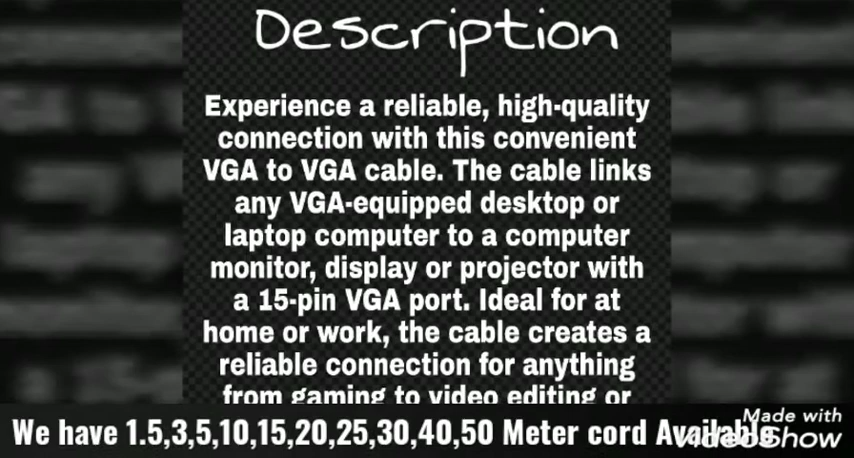 Description
Experience a reliable, high-quality
connection with this convenient
VGA to VGA cable. The cable links
any VGA-equipped desktop or
laptop computer to a computer
monitor, display or projector with
a 15-pin VGA port. Ideal for at
home or work, the cable creates a
reliable connection for anything
from gaming to video editing or
We have 1.5,3,5,10,15,20,25,30,40,50 Meter cord Available
Made with
VideoShow